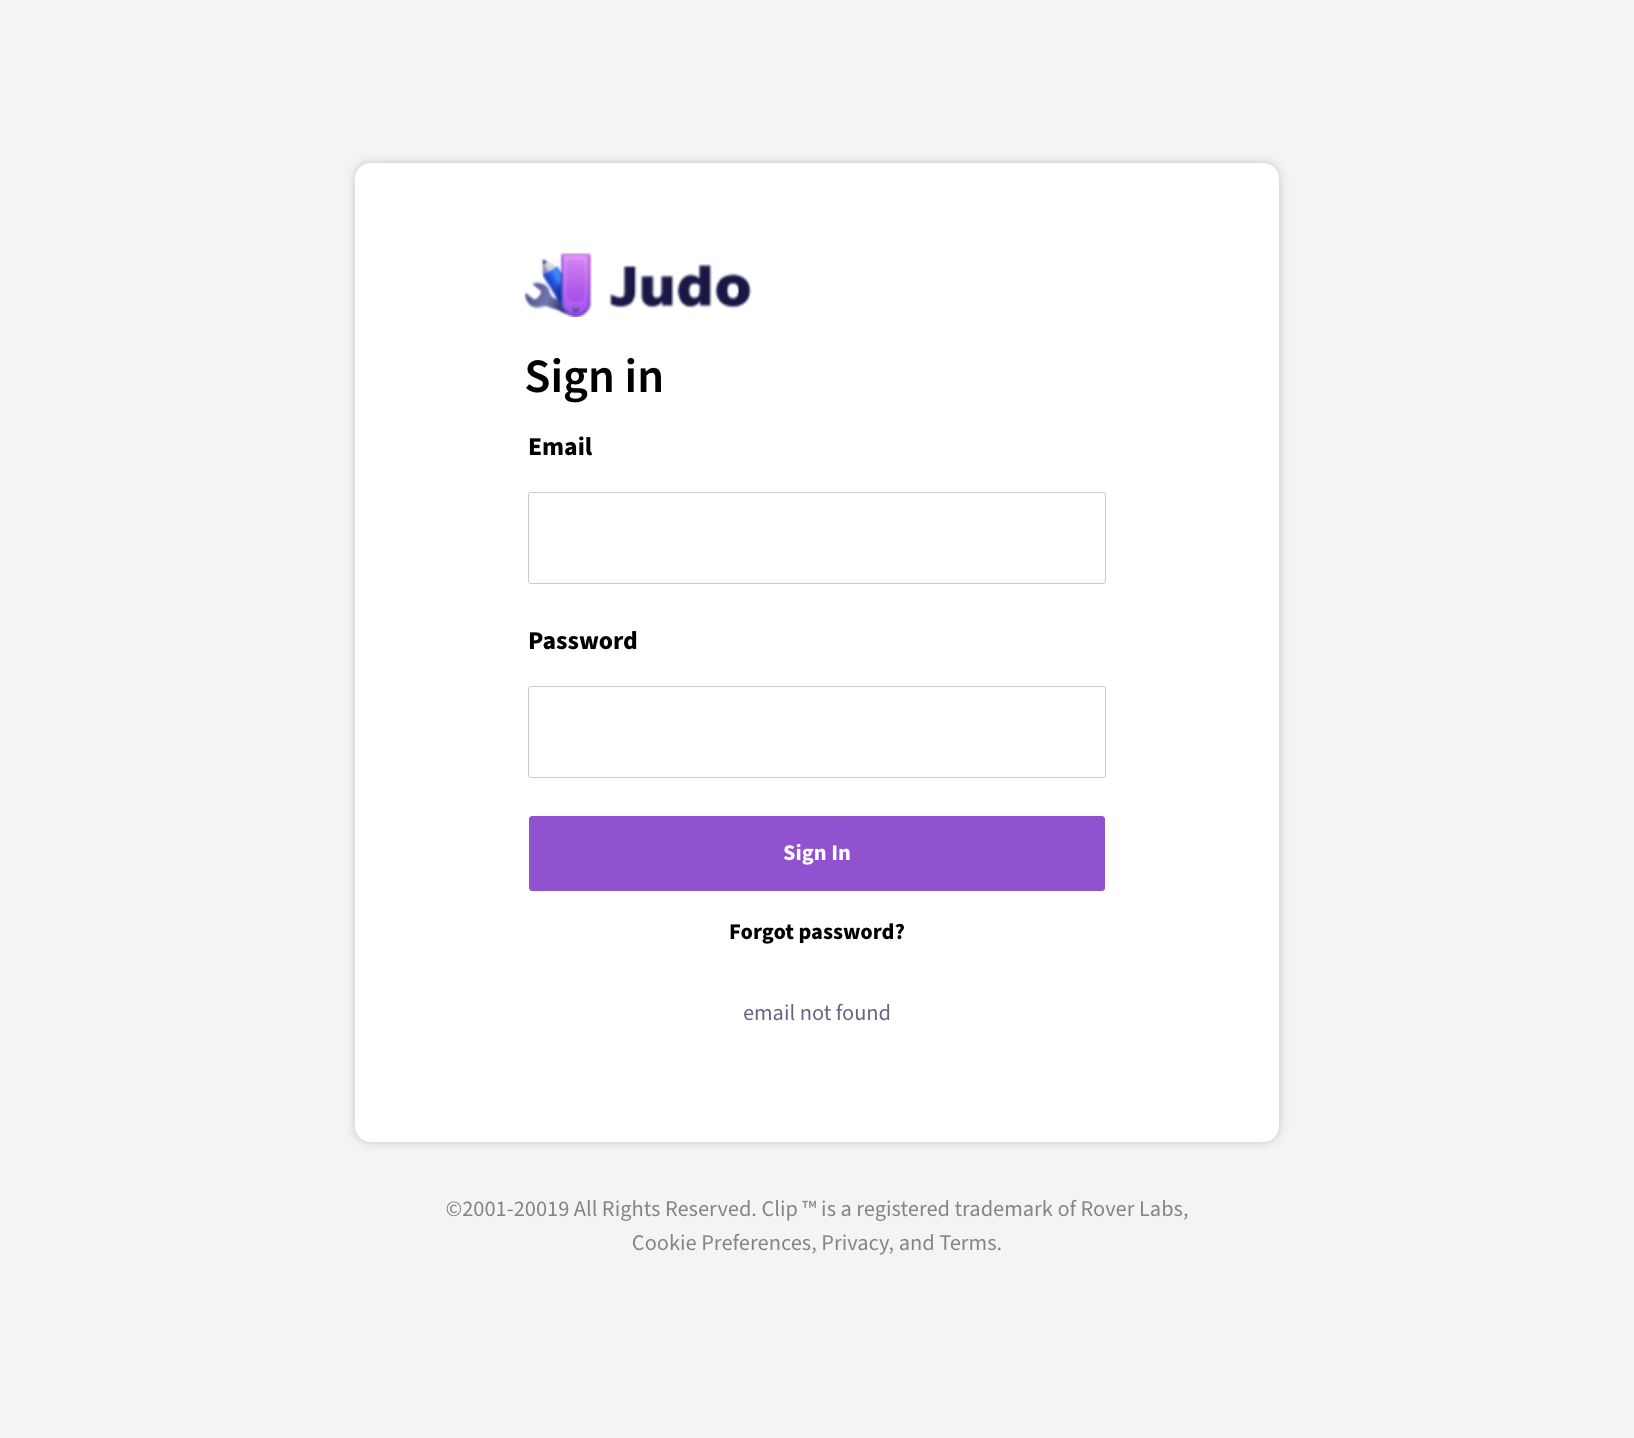 Judo
Sign in
Email
Password
Sign In
Forgot password?
email not found
©2001-20019 All Rights Reserved. Clip ™ is a registered trademark of Rover Labs,
Cookie Preferences, Privacy, and Terms.